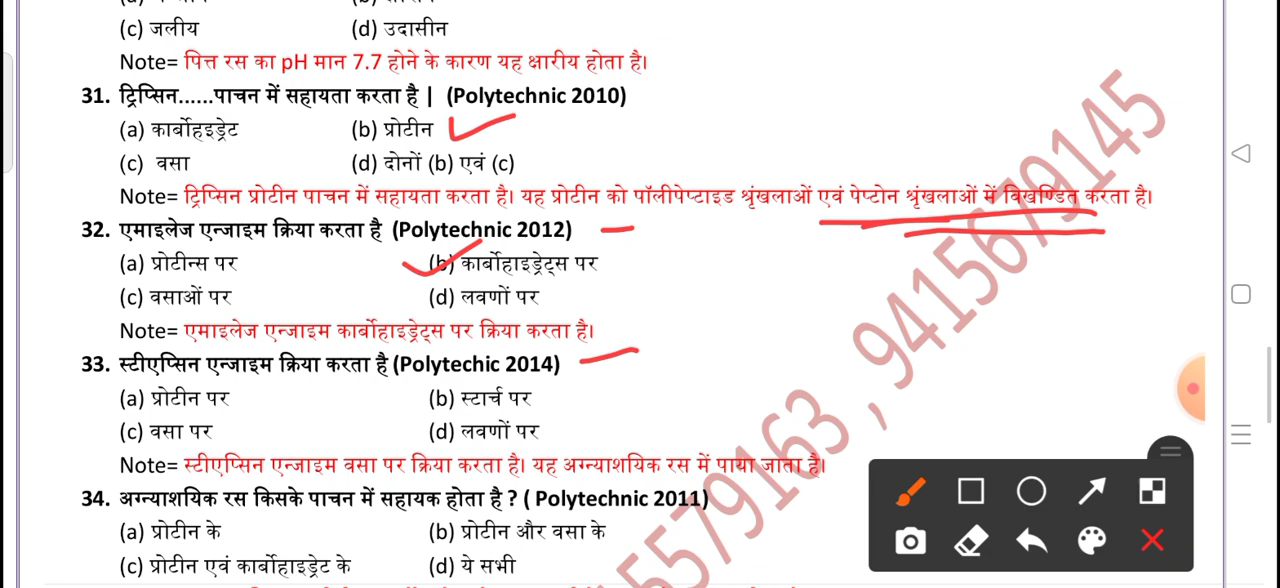 (c) जलीय (d) उदासीन
Note= पित्त रस का pH मान 7.7 होने के कारण यह क्षारीय होता है।
31. ट्रिप्सिन......पाचन में सहायता करता है | (Polytechnic 2010)
(a) कार्बोहइड्रेट (b) प्रोटीन
(c) वसा (d) दोनों (b) एवं (c)
Note= ट्रिप्सिन प्रोटीन पाचन में सहायता करता है। यह प्रोटीन को पॉलीपेप्टाइड श्रृंखलाओं एवं पेप्टोन श्रृंखलाओं में विखण्डित करता है।
32. एमाइलेज एन्जाइम क्रिया करता है (Polytechnic 2012)
(a) प्रोटीन्स पर (b) कार्बोहाइड्रेट्स पर
(c) वसाओं पर (d) लवणों पर
Note= एमाइलेज एन्जाइम कार्बोहाइड्रेट्स पर क्रिया करता है।
33. स्टीएप्सिन एन्जाइम क्रिया करता है (Polytechic 2014)
(a) प्रोटीन पर (b) स्टार्च पर
(c) वसा पर (d) लवणों पर
Note= स्टीएप्सिन एन्जाइम वसा पर क्रिया करता है। यह अग्न्याशयिक रस में पाया जाता है।
34. अग्न्याशयिक रस किसके पाचन में सहायक होता है ? ( Polytechnic 2011)
(a) प्रोटीन के (b) प्रोटीन और वसा के
(c) प्रोटीन एवं कार्बोहाइड्रेट के (d) ये सभी
5579163 , 9415679145